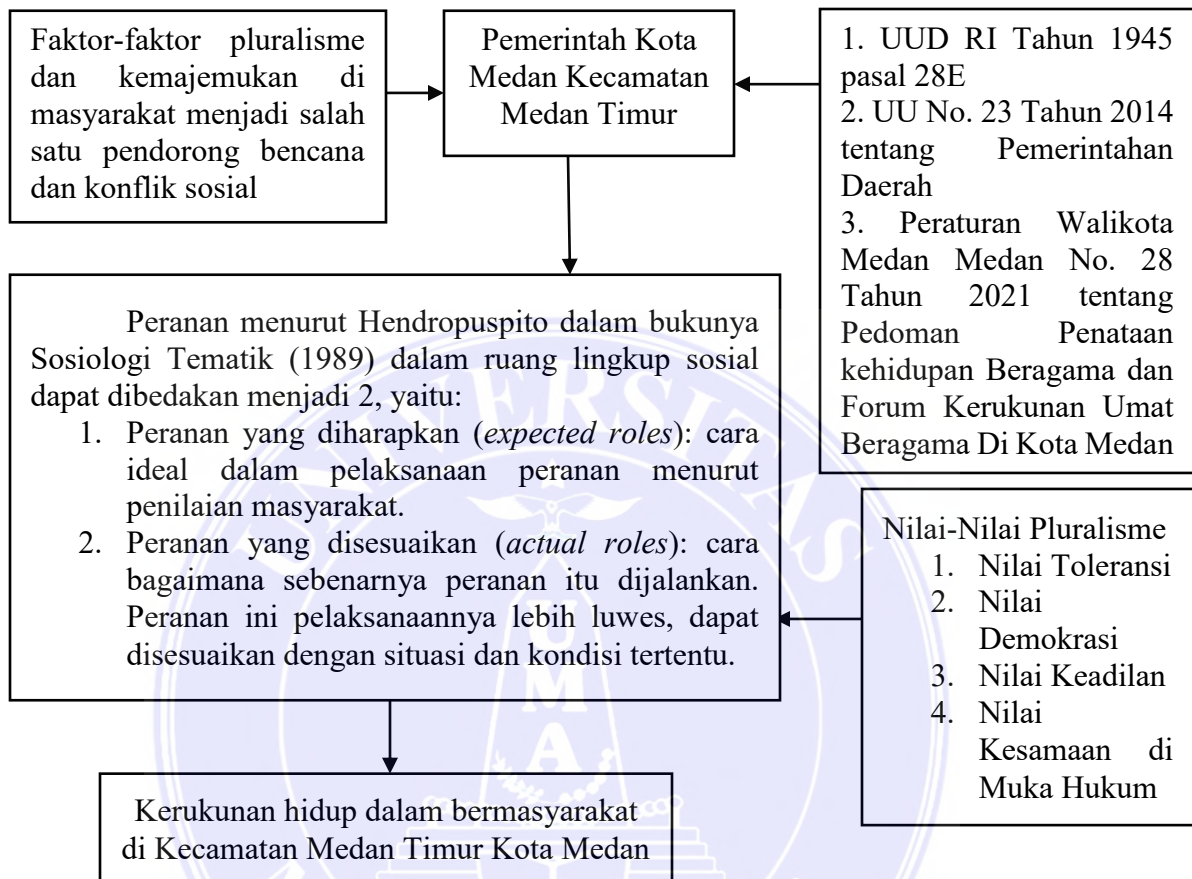 Faktor-faktor pluralisme
dan kemajemukan di
masyarakat menjadi salah
satu pendorong bencana
dan konflik sosial
Pemerintah Kota
Medan Kecamatan
Medan Timur
1. UUD RI Tahun 1945
pasal 28E
2. UU No. 23 Tahun 2014
tentang Pemerintahan
Daerah
3. Peraturan Walikota
Medan Medan No. 28
Tahun 2021 tentang
Pedoman Penataan
kehidupan Beragama dan
Forum Kerukunan Umat
Beragama Di Kota Medan
Peranan menurut Hendropuspito dalam bukunya
Sosiologi Tematik (1989) dalam ruang lingkup sosial
dapat dibedakan menjadi 2, yaitu:
1. Peranan yang diharapkan (expected roles): cara
ideal dalam pelaksanaan peranan menurut
penilaian masyarakat.
2. Peranan yang disesuaikan (actual roles): cara
bagaimana sebenarnya peranan itu dijalankan.
Peranan ini pelaksanaannya lebih luwes, dapat
disesuaikan dengan situasi dan kondisi tertentu.
Nilai-Nilai Pluralisme
1. Nilai Toleransi
2. Nilai
Demokrasi
3. Nilai Keadilan
4. Nilai
Kesamaan di
Muka Hukum
Kerukunan hidup dalam bermasyarakat
di Kecamatan Medan Timur Kota Medan
UNIVERSITAS
UMA